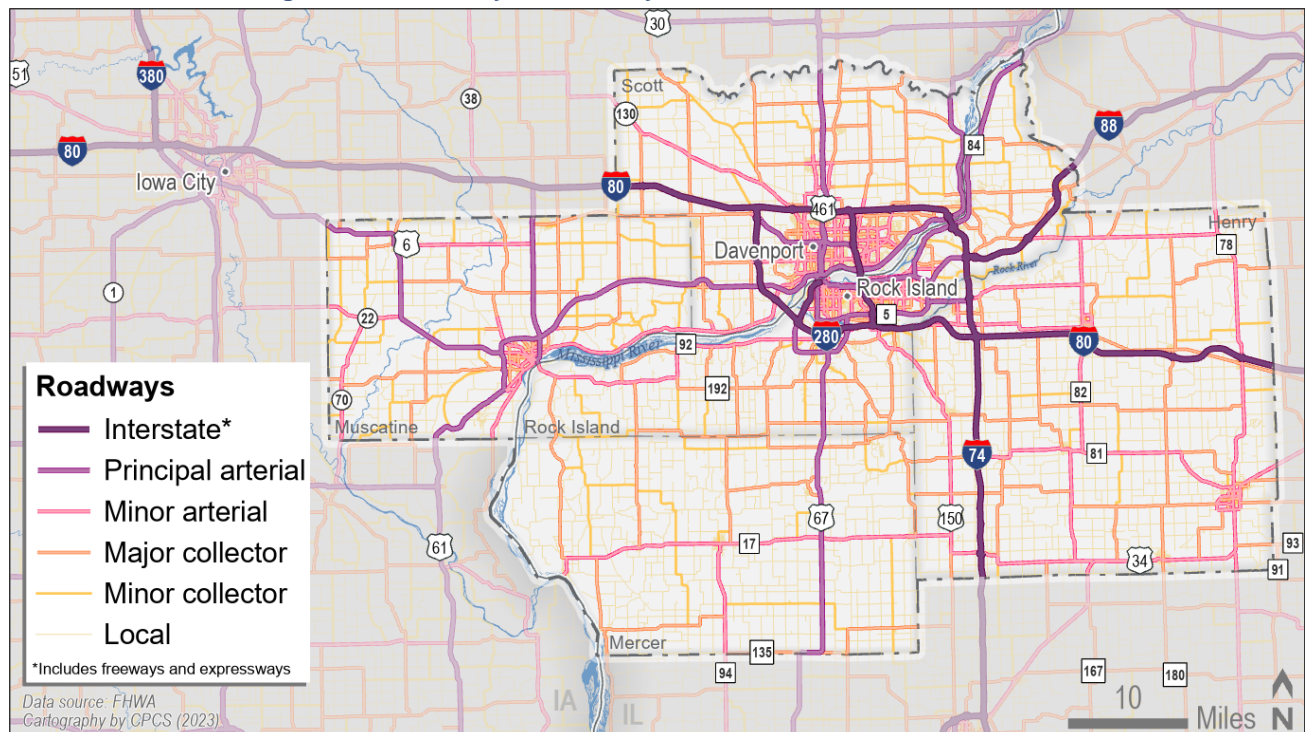 30
51
380
38
Scott
130
88
80
84
Iowa City
80
461
Henry
6
Davenport
78
Rock River
Rock Island
1
22
5
280
92
80
Mississippi River
192
82
70
Muscatine
Rock Island
81
74
67
150
61
17
34
93
91
Mercer
135
94
167
180
Roadways
Interstate*
Principal arterial
Minor arterial
Major collector
Minor collector
Local
*Includes freeways and expressways
Data source: FHWA
Cartography by CPCS (2023)
IA
IL
10
Miles
N